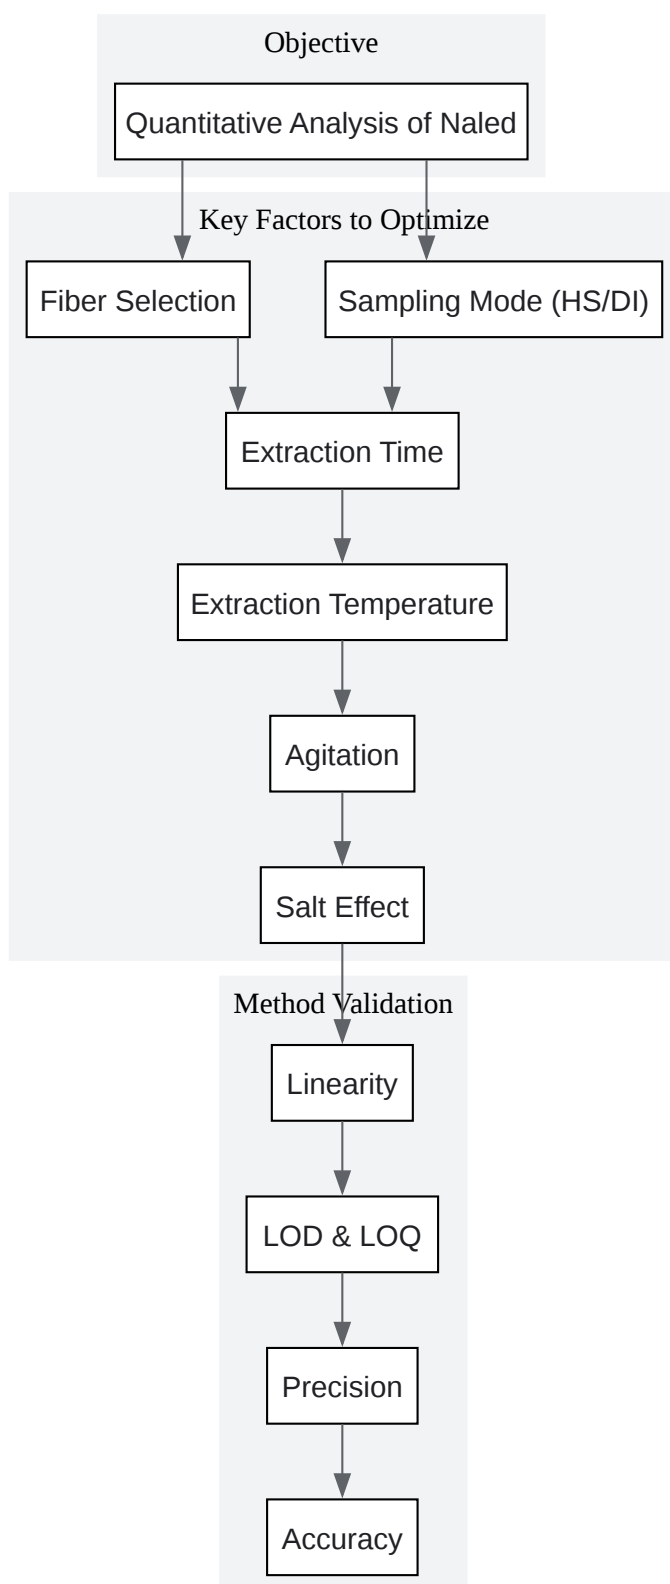 Objective
Quantitative Analysis of Naled
Key Factors to Optimize
Fiber Selection
Sampling Mode (HS/DI)
Extraction Time
Extraction Temperature
Agitation
Salt Effect
Method Validation
Linearity
LOD & LOQ
Precision
Accuracy